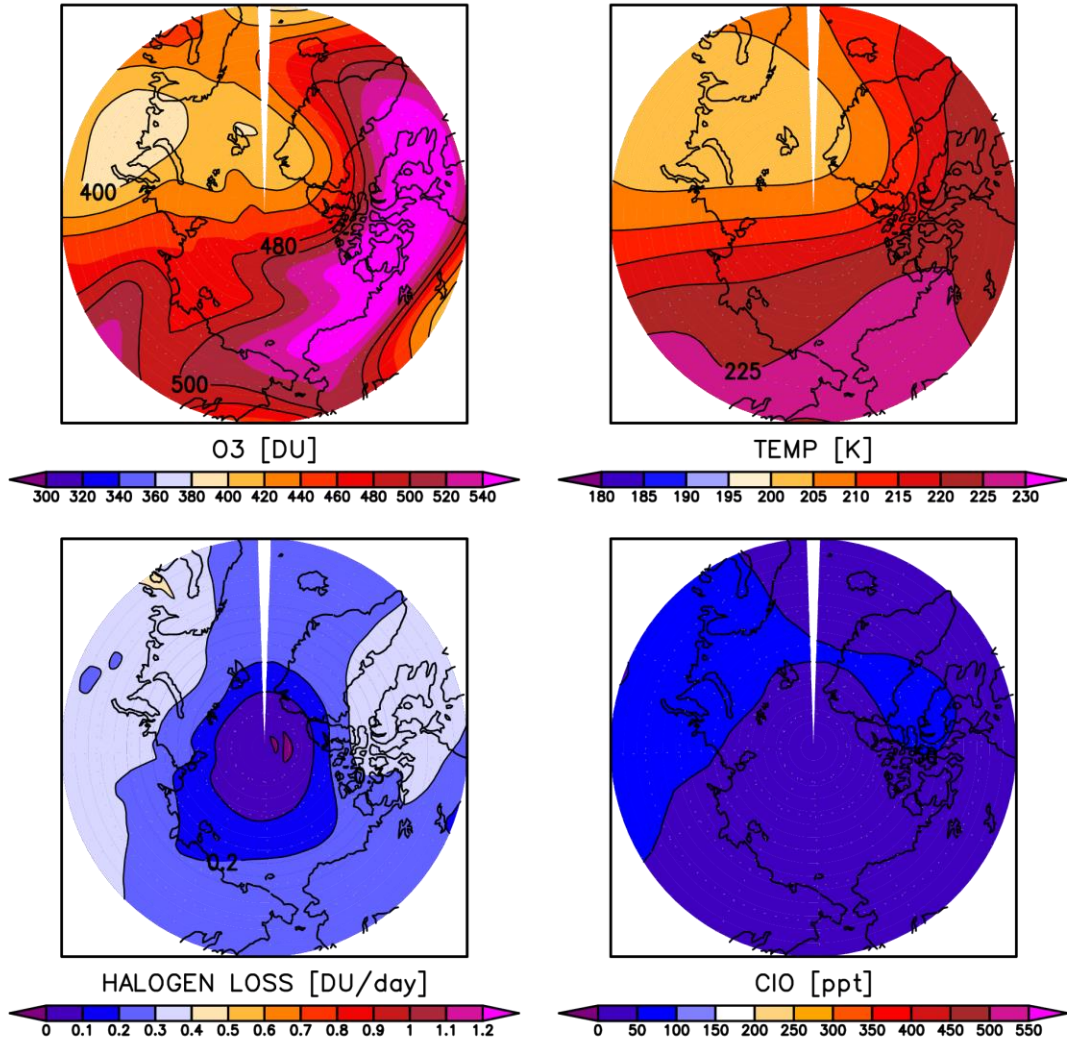 400
480
500
O3 [DU]
300 320 340 360 380 400 420 440 460 480 500 520 540
225
TEMP [K]
180 185 190 195 200 205 210 215 220 225 230
0.2
HALOGEN LOSS [DU/day]
0 0.1 0.2 0.3 0.4 0.5 0.6 0.7 0.8 0.9 1 1.1 1.2
ClO [ppt]
0 50 100 150 200 250 300 350 400 450 500 550